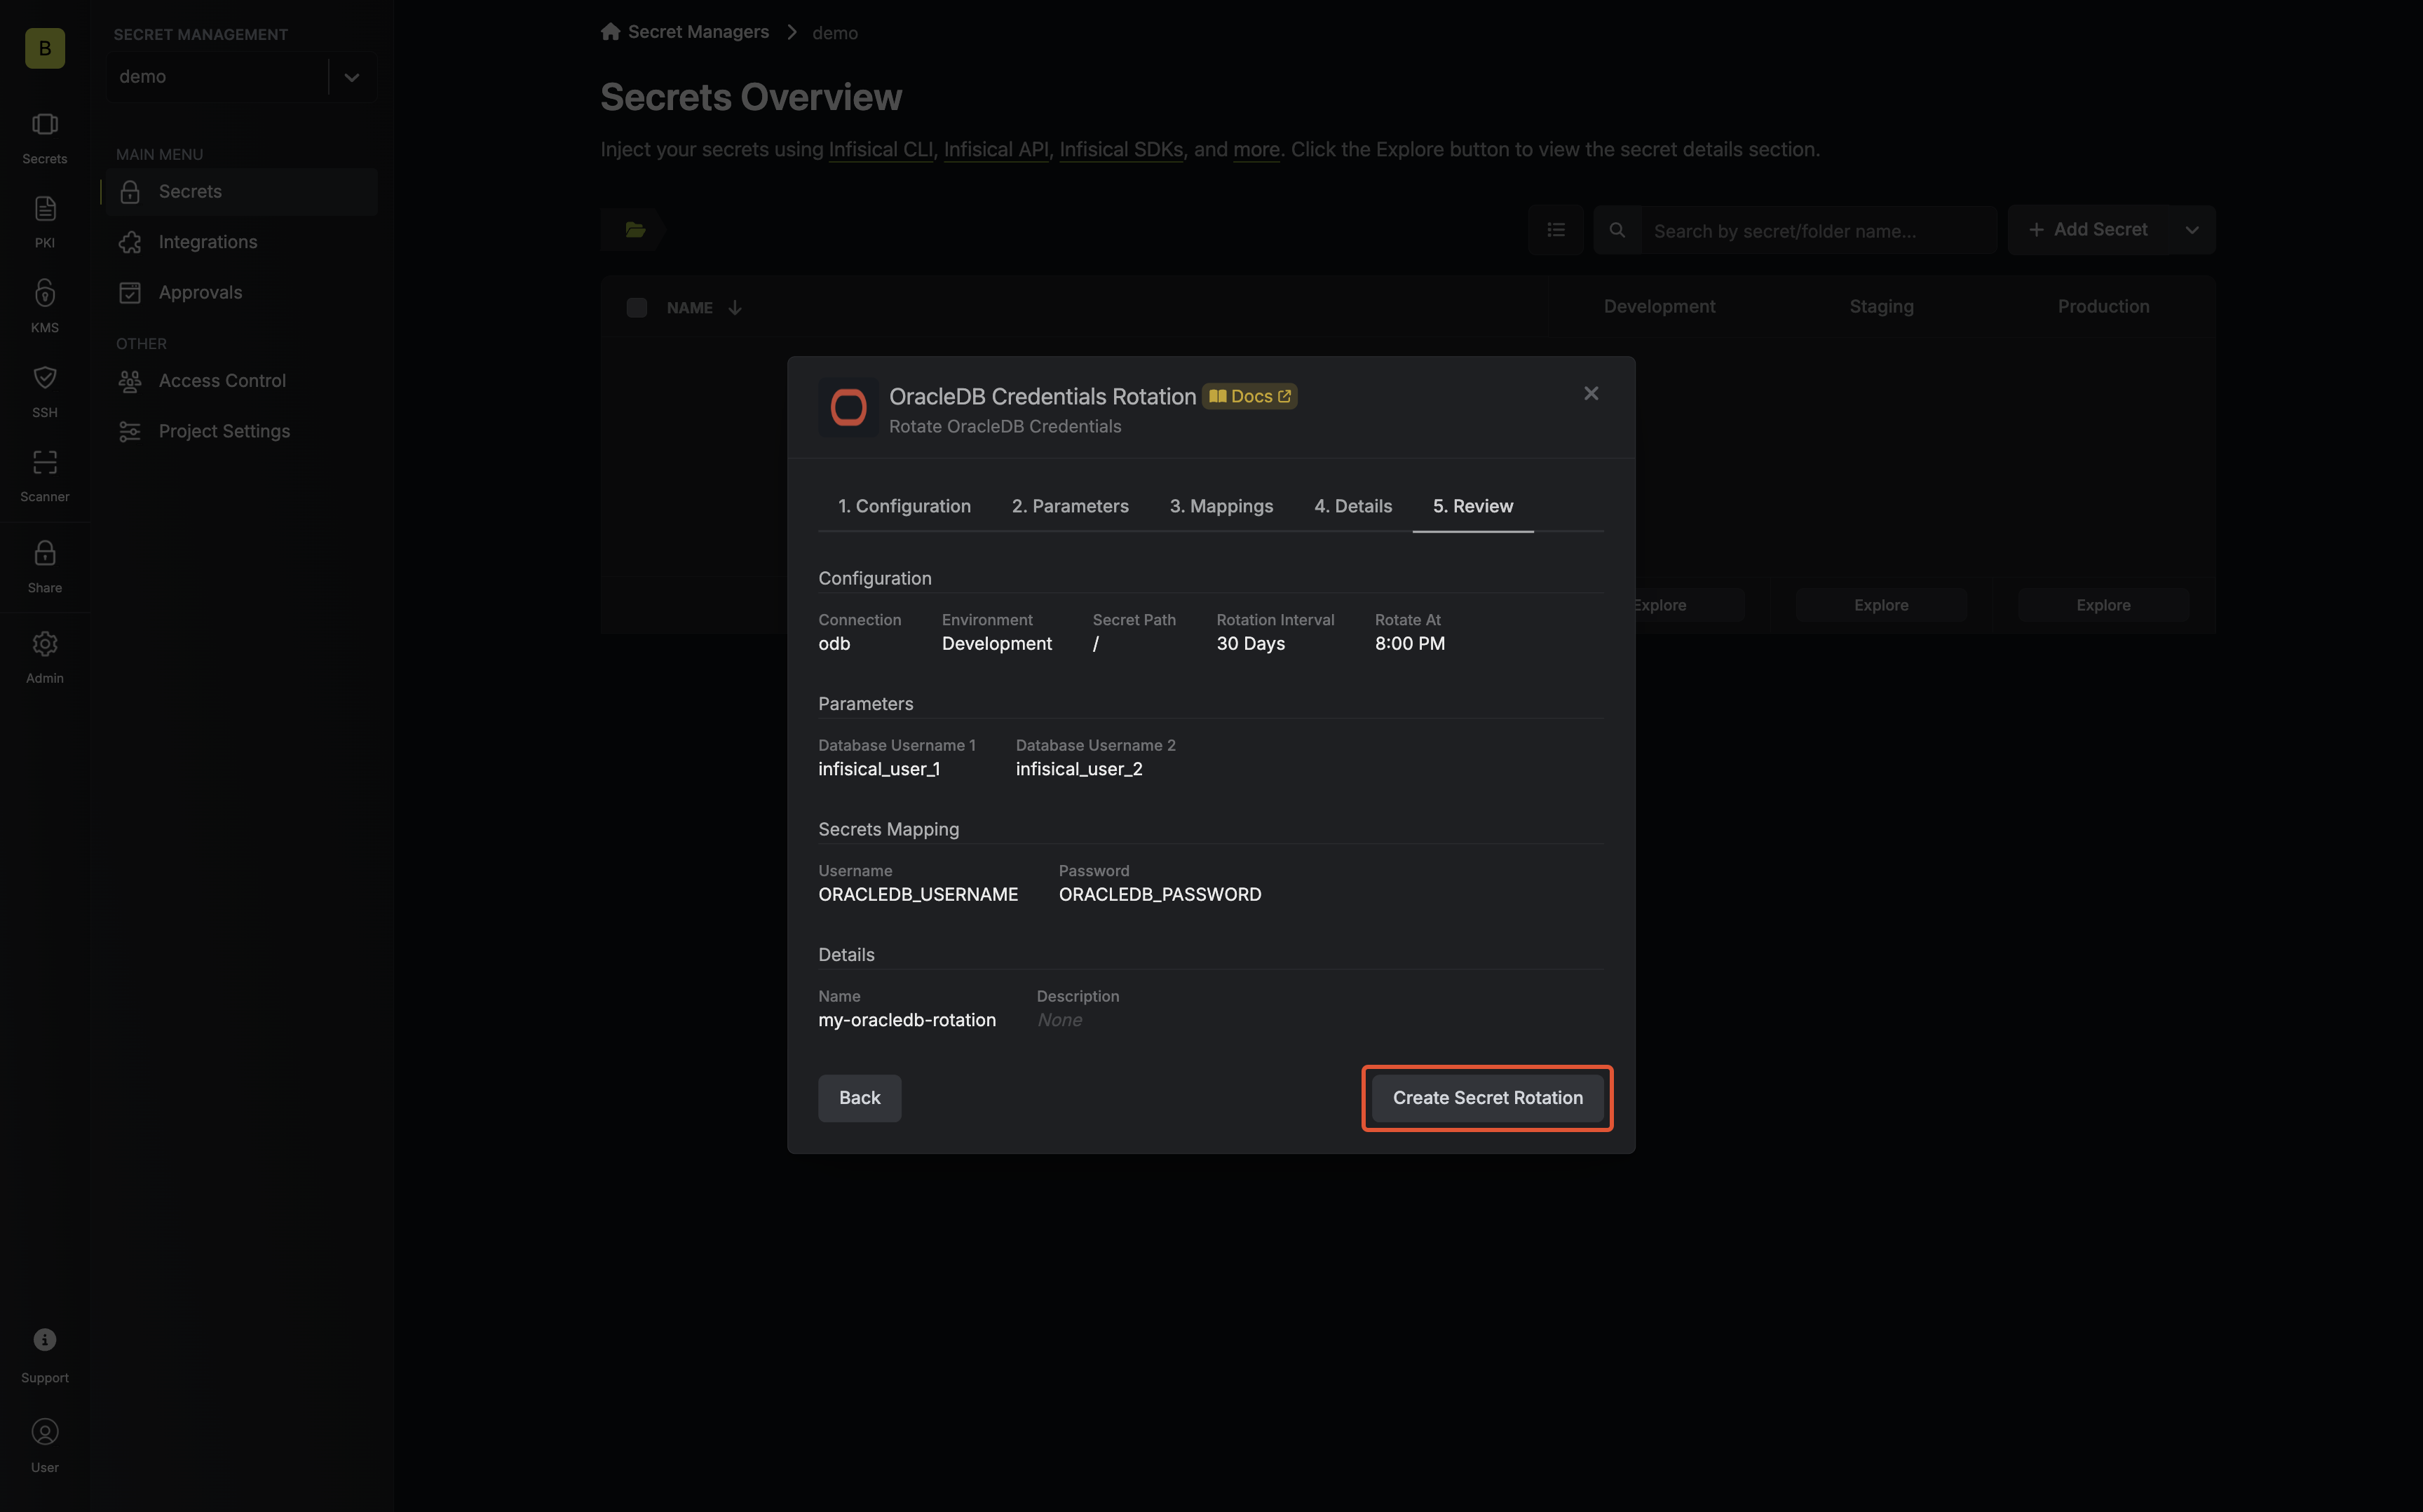 B
Secrets
PKI
KMS
SSH
Scanner
Share
Admin
Support
User
SECRET MANAGEMENT
demo
MAIN MENU
Secrets
Integrations
Approvals
OTHER
Access Control
Project Settings
Secret Managers demo
Secrets Overview
Inject your secrets using Infisical CLI, Infisical API, Infisical SDKs, and more. Click the Explore button to view the secret details section.
Search by secret/folder name...
+ Add Secret
NAME Development Staging Production
Explore Explore Explore
OracleDB Credentials Rotation Docs
Rotate OracleDB Credentials
1. Configuration 2. Parameters 3. Mappings 4. Details 5. Review
Configuration
Connection Environment Secret Path Rotation Interval Rotate At
odb Development / 30 Days 8:00 PM
Parameters
Database Username 1 Database Username 2
infisical_user_1 infisical_user_2
Secrets Mapping
Username Password
ORACLEDB_USERNAME ORACLEDB_PASSWORD
Details
Name Description
my-oracledb-rotation None
Back Create Secret Rotation